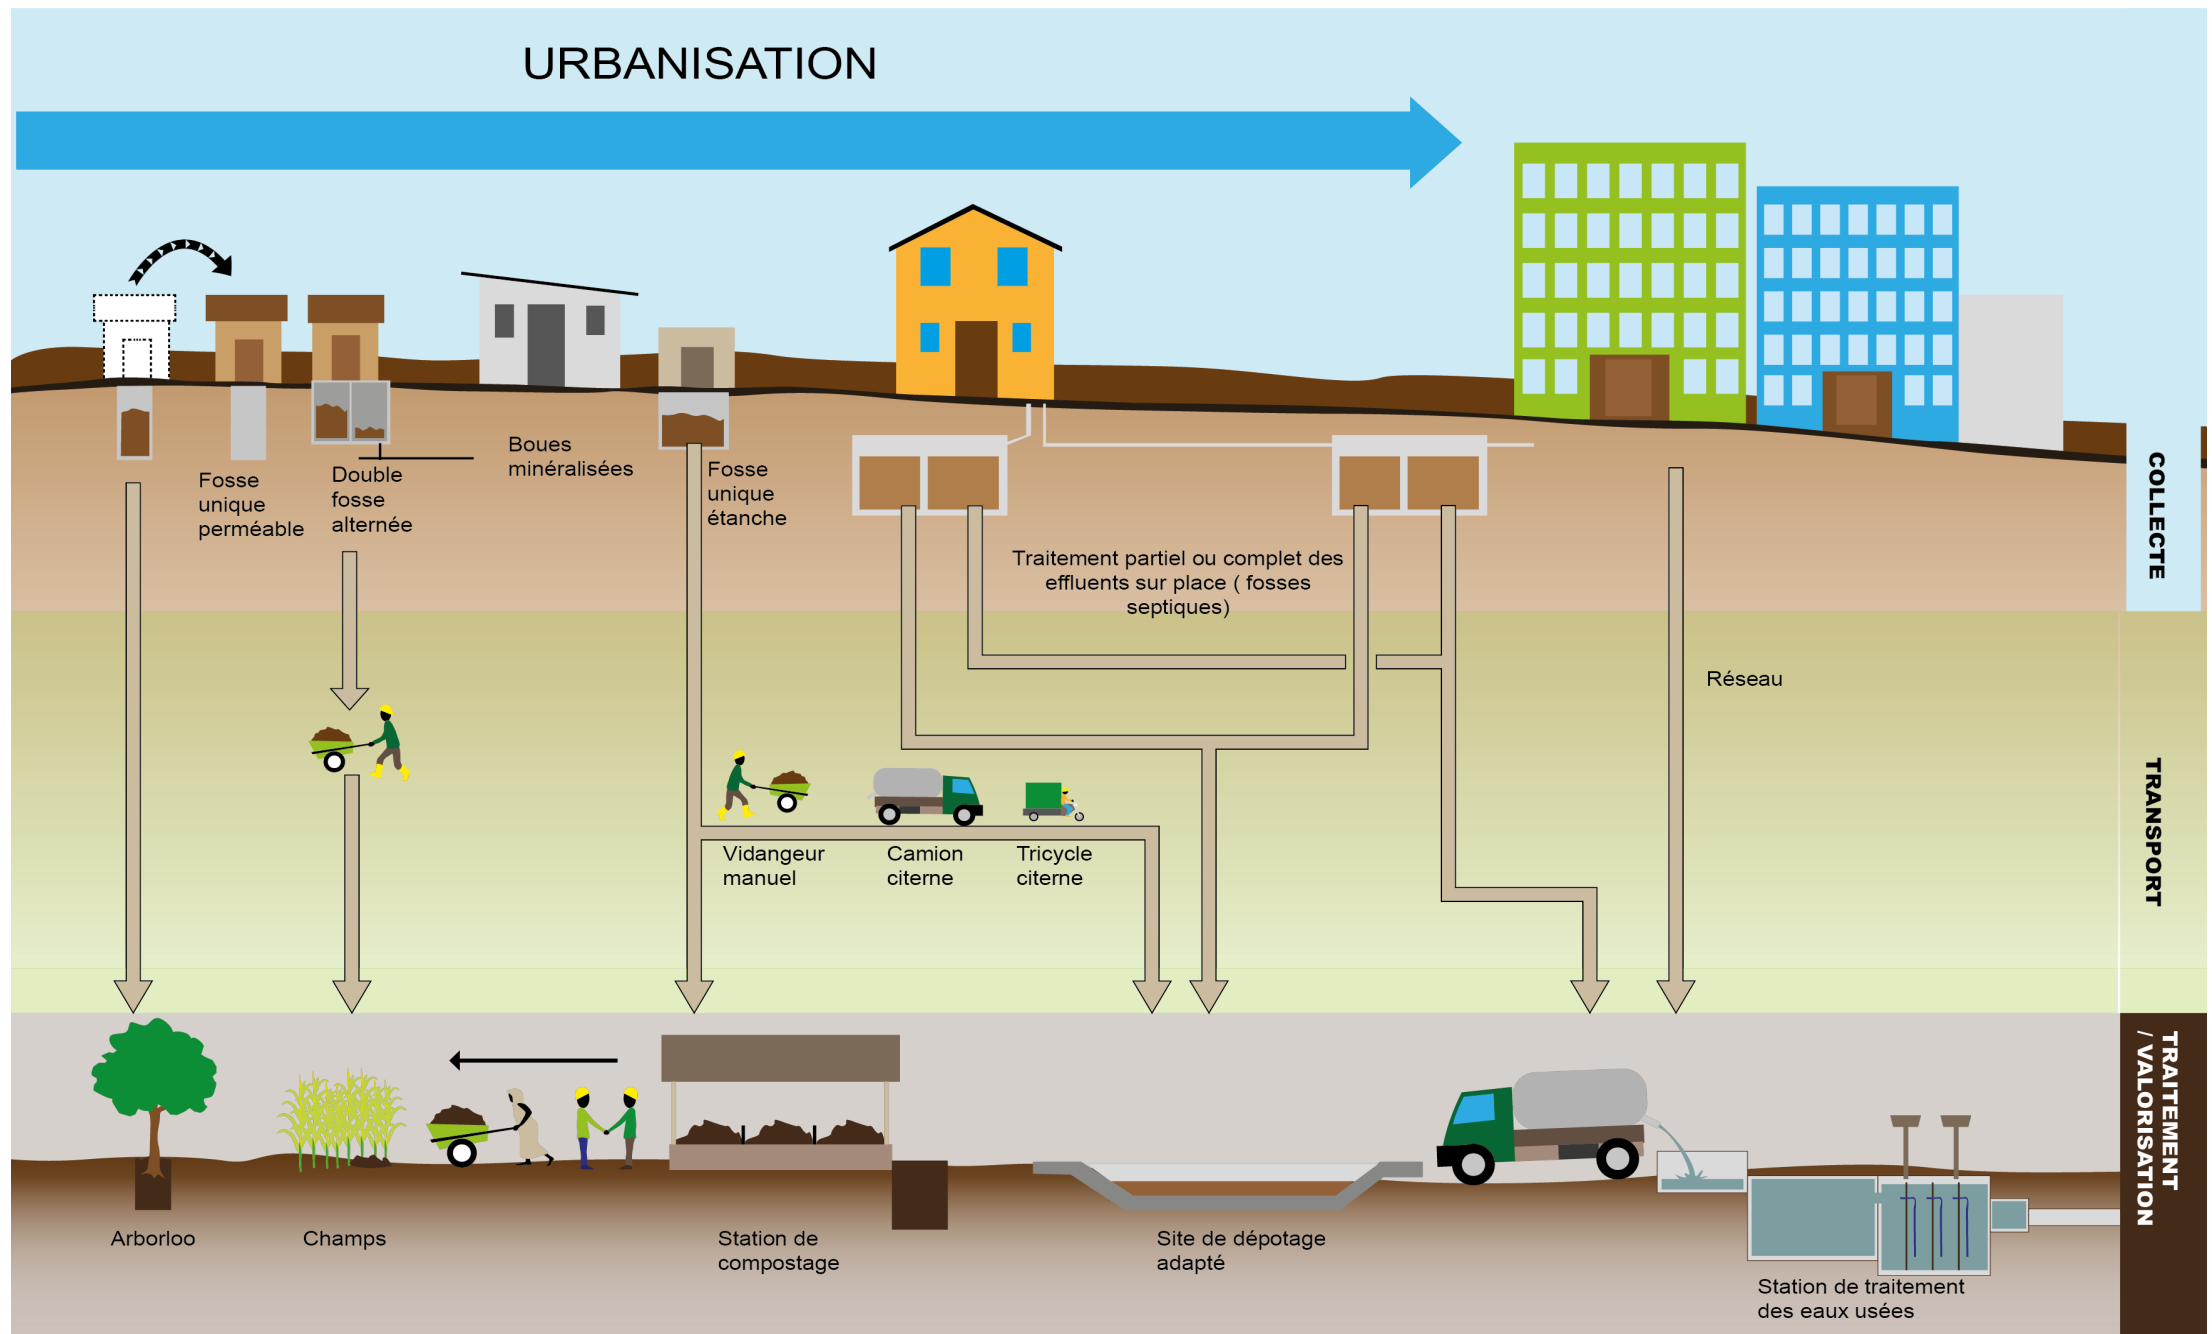 URBANISATION
Fosse
unique
perméable
Double
fosse
alternée
Boues
minéralisées
Fosse
unique
étanche
Traitement partiel ou complet des
effluents sur place ( fosses
septiques)
COLLECTE
Réseau
Vidangeur
manuel
Camion
citerne
Tricycle
citerne
TRANSPORT
Arborloo
Champs
Station de
compostage
Site de dépotage
adapté
Station de traitement
des eaux usées
TRAITEMENT
/ VALORISATION